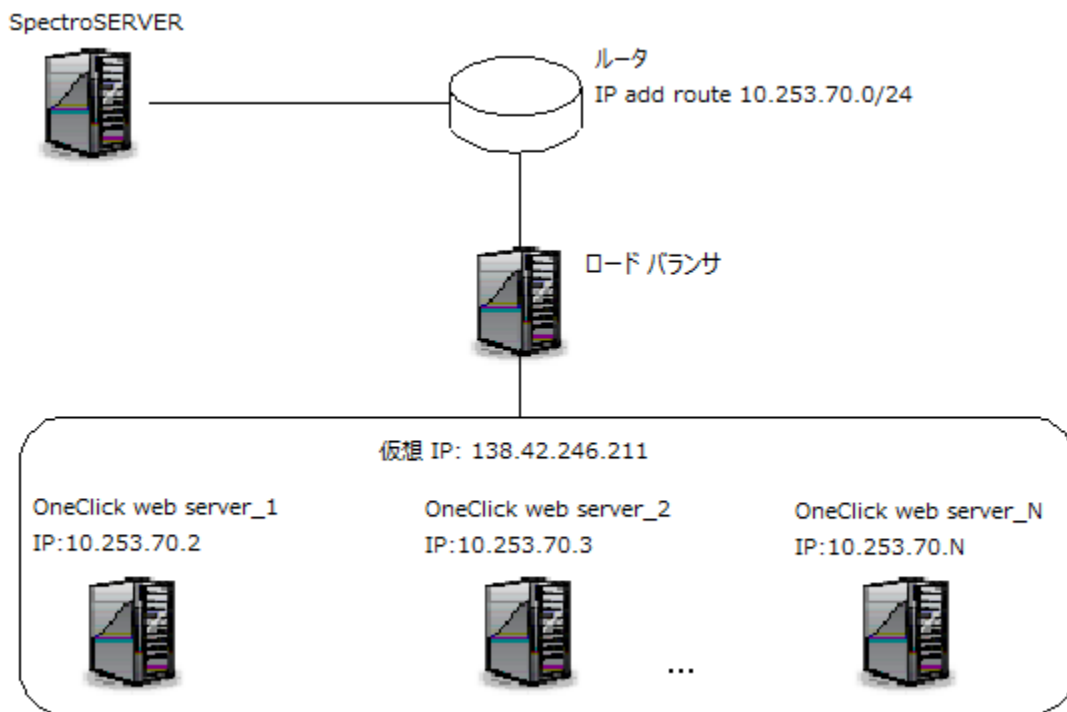 SpectroSERVER
ルータ
IP add route 10.253.70.0/24
ロード バランサ
仮想 IP: 138.42.246.211
OneClick web server_1
IP:10.253.70.2
OneClick web server_2
IP:10.253.70.3
...
OneClick web server_N
IP:10.253.70.N